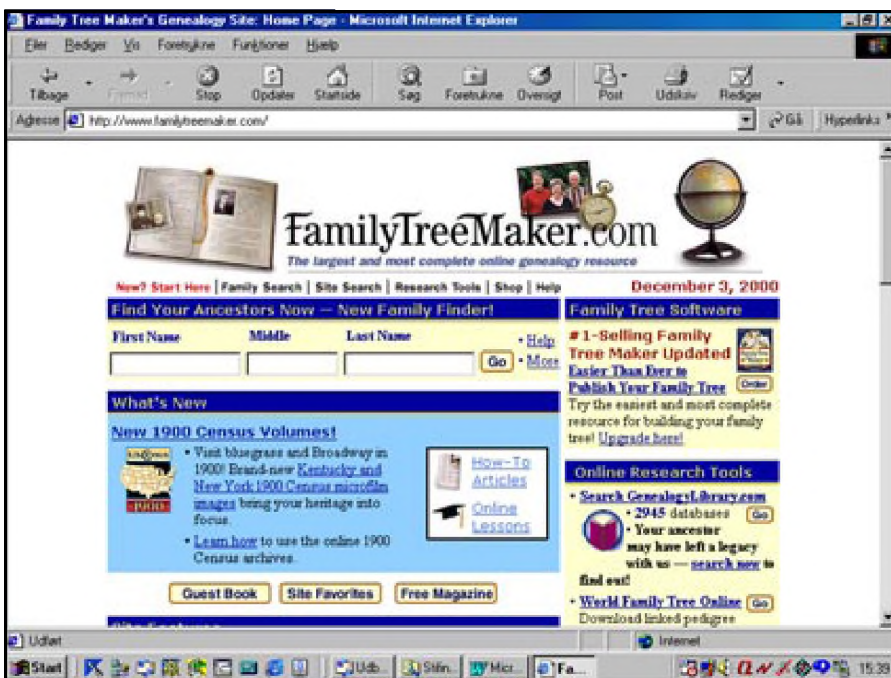 Family Tree Maker's Genealogy Site: Home Page - Microsoft Internet Explorer
Filer Rediger Vis Foretrukne Funktioner Hjælp
Tilbage Fremad Stop Opdater Startside Søg Foretrukne Oversigt Post Udskriv Rediger
Adresse http://www.familytreemaker.com/ Gå Hyperlinks
FamilyTreeMaker.com
The largest and most complete online genealogy resource
New? Start Here | Family Search | Site Search | Research Tools | Shop | Help
December 3, 2000
Find Your Ancestors Now — New Family Finder!
First Name Middle Last Name
• Help
Go • More
What's New
New 1900 Census Volumes!
• Visit bluegrass and Broadway in
1900! Brand-new Kentucky and
New York 1900 Census microfilm
images bring your heritage into
focus.
• Learn how to use the online 1900
Census archives.
1900
How-To
Articles
Online
Lessons
Guest Book Site Favorites Free Magazine
Site Features
Family Tree Software
#1-Selling Family
Tree Maker Updated
Easier Than Ever to
Publish Your Family Tree Order
Try the easiest and most complete
resource for building your family
tree! Upgrade here!
Online Research Tools
• Search GenealogyLibrary.com
• 2945 databases Go
• Your ancestor
may have left a legacy
with us — search now to
find out!
• World Family Tree Online Go
Download linked pedigree
Udført Internet
Start Udb... Stifin... Micr... Fa... 15:39